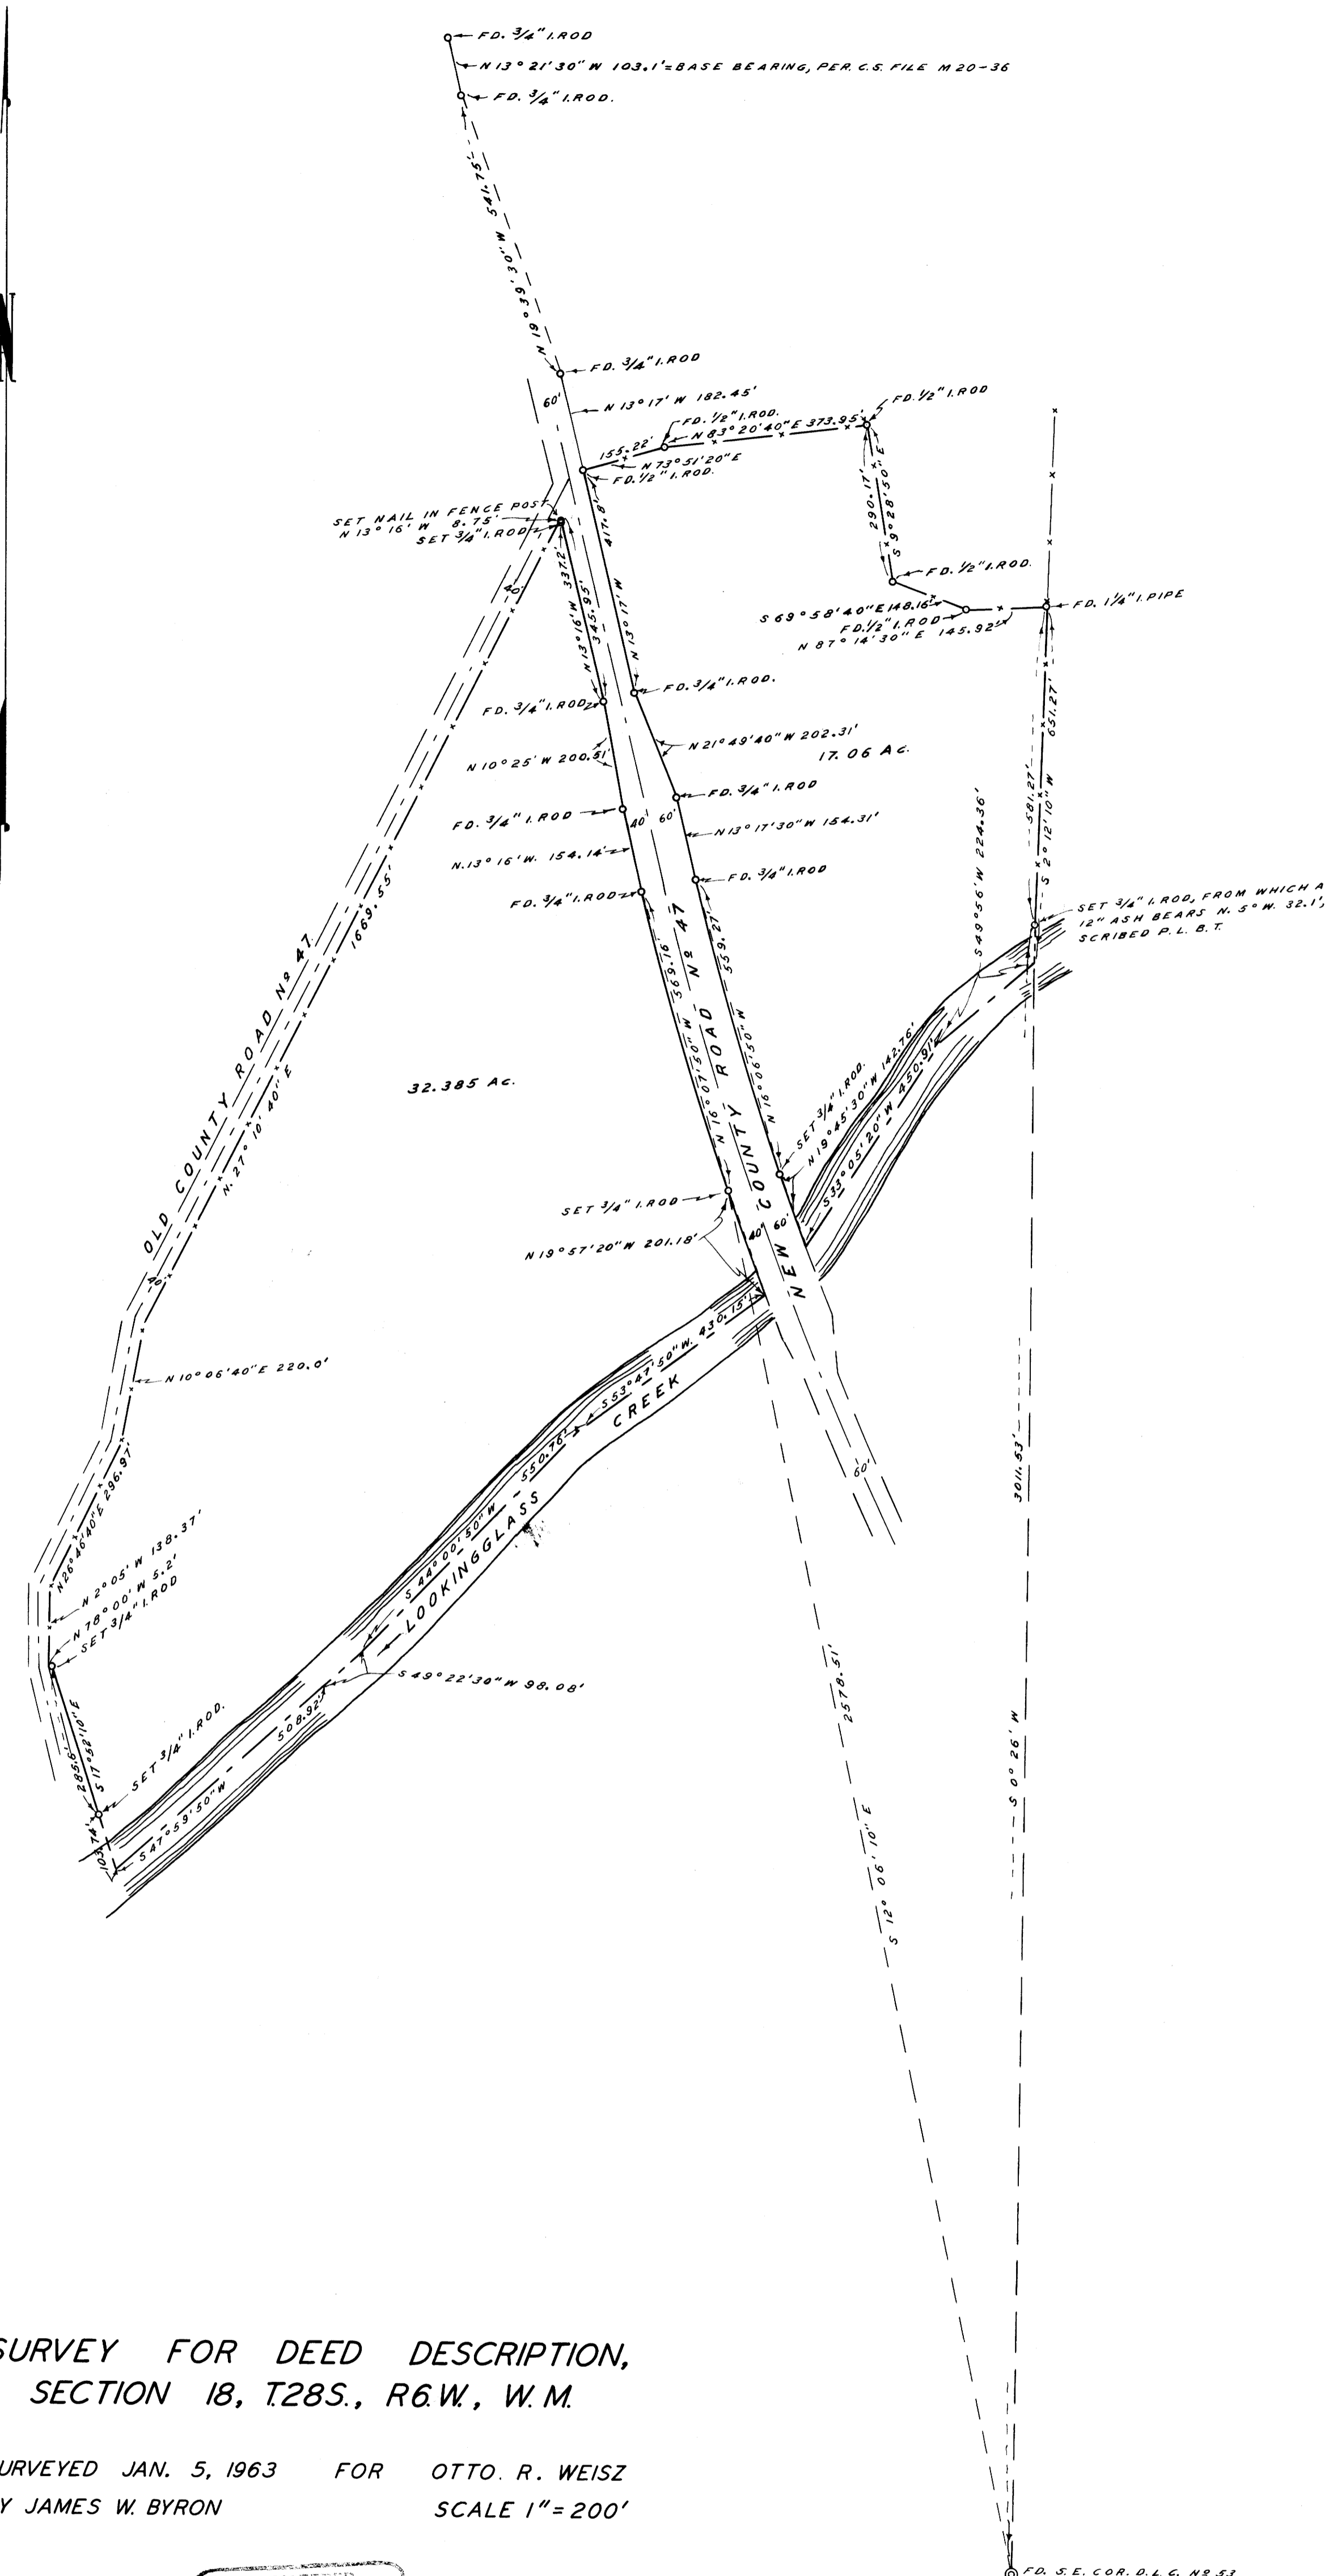 FD. 3/4" I.ROD
N 13° 21' 30" W 103.1' = BASE BEARING, PER. C.S. FILE M 20-36
FD. 3/4" I.ROD.
N 19° 39' 30" W 541.75'
N
FD. 3/4" I.ROD
60'
N 13° 17' W 182.45'
FD. 1/2" I.ROD
FD. 1/2" I.ROD.
N 83° 20' 40" E 373.95'
155.22'
N 73° 51' 20" E
FD. 1/2" I.ROD.
SET NAIL IN FENCE POST
N 13° 16' W 8.75'
SET 3/4" I.ROD
417.8'
N 13° 17' W
290.17'
S 9° 28' 50" E
FD. 1/2" I.ROD.
40'
N 13° 16' W 337.2'
345.95'
S 69° 58' 40" E 148.16'
FD. 1/2" I.ROD
N 87° 14' 30" E 145.92'
FD. 1 1/4" I.PIPE
FD. 3/4" I.ROD
FD. 3/4" I.ROD.
651.27'
581.27'
S 2° 12' 10" W
N 10° 25' W 200.51'
N 21° 49' 40" W 202.31'
17.06 Ac.
FD. 3/4" I.ROD
FD. 3/4" I.ROD
40' 60'
N 13° 17' 30" W 154.31'
N. 13° 16' W. 154.14'
FD. 3/4" I.ROD
FD. 3/4" I.ROD
S 49° 56' W 224.36'
SET 3/4" I.ROD, FROM WHICH A
12" ASH BEARS N. 5° W. 32.1',
SCRIBED P. L. B. T.
OLD COUNTY ROAD Nº 47
1669.55'
N. 27° 10' 40" E
32.385 Ac.
N 16° 07' 50" W 569.16'
NEW COUNTY ROAD Nº 47
N 16° 06' 50" W 559.27'
SET 3/4" I.ROD.
N 19° 45' 30" W 142.76'
S 33° 05' 20" W 450.91'
SET 3/4" I.ROD
N 19° 57' 20" W 201.18'
40' 60'
40'
N 10° 06' 40" E 220.0'
S 53° 47' 50" W. 430.15'
LOOKINGGLASS CREEK
S 44° 00' 50" W 550.76'
60'
3011.53'
N 26° 46' 40" E 296.97'
N 2° 05' W 138.37'
N 78° 00' W 5.2'
SET 3/4" I.ROD
S 49° 22' 30" W 98.08'
2578.51'
S 12° 06' 10" E
S 0° 26' W
285.6'
S 17° 52' 10" E
SET 3/4" I.ROD.
508.92'
S 47° 59' 50" W
103.74'
SURVEY FOR DEED DESCRIPTION,
SECTION 18, T.28S., R6.W., W.M.
URVEYED JAN. 5, 1963 FOR OTTO. R. WEISZ
Y JAMES W. BYRON SCALE 1" = 200'
FD. S.E. COR. D.L.C. Nº 53